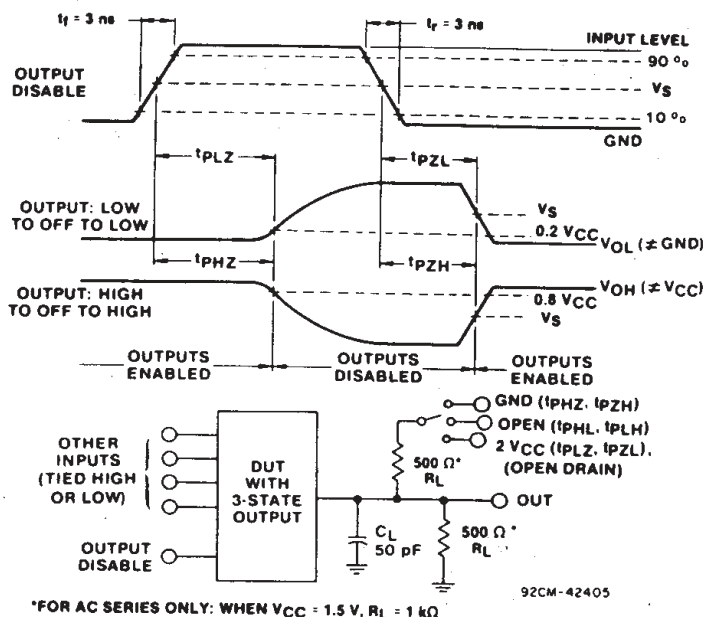 tf = 3 ns
tr = 3 ns
INPUT LEVEL
90 %
OUTPUT
DISABLE
VS
10 %
GND
tPLZ
tPZL
OUTPUT: LOW
TO OFF TO LOW
VS
0.2 VCC
VOL (≠ GND)
tPHZ
tPZH
OUTPUT: HIGH
TO OFF TO HIGH
VOH (≠ VCC)
0.8 VCC
VS
OUTPUTS
ENABLED
OUTPUTS
DISABLED
OUTPUTS
ENABLED
GND (tPHZ, tPZH)
OPEN (tPHL, tPLH)
2 VCC (tPLZ, tPZL),
(OPEN DRAIN)
OTHER
INPUTS
(TIED HIGH
OR LOW)
DUT
WITH
3-STATE
OUTPUT
500 Ω*
RL
OUT
OUTPUT
DISABLE
CL
50 pF
500 Ω*
RL
92CM-42405
*FOR AC SERIES ONLY: WHEN VCC = 1.5 V, RL = 1 kΩ